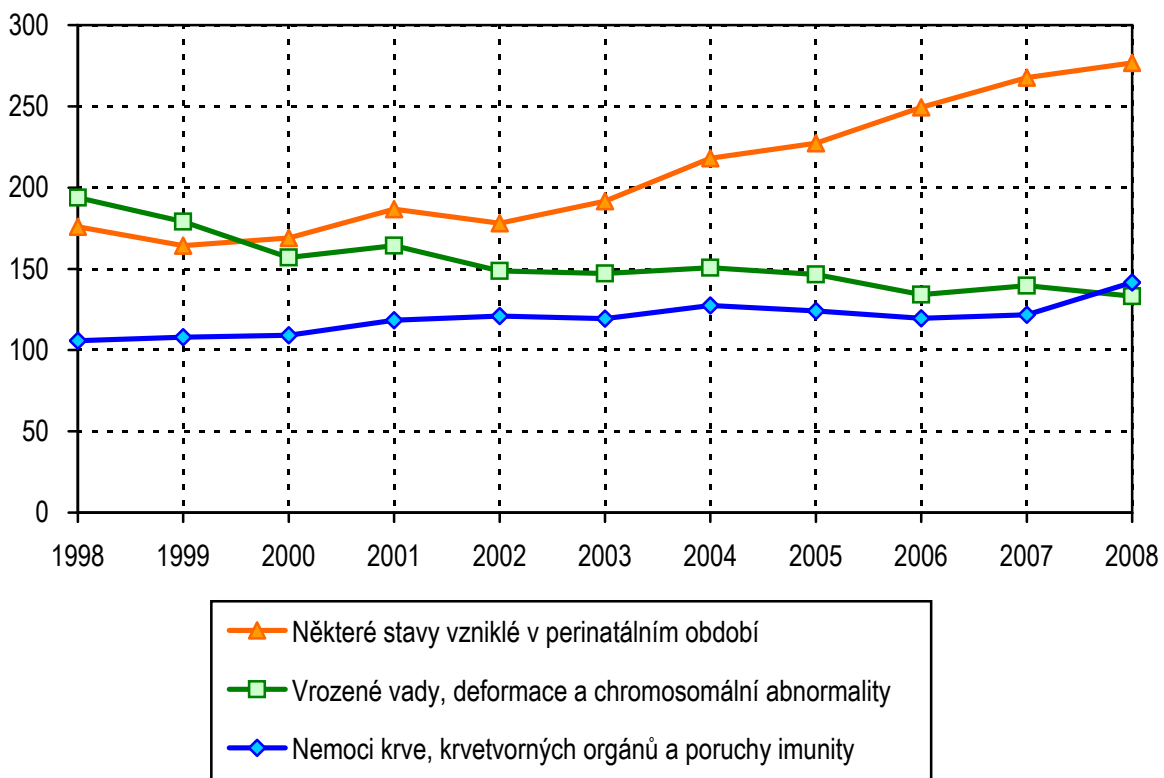 300
250
200
150
100
50
0
1998 1999 2000 2001 2002 2003 2004 2005 2006 2007 2008
Některé stavy vzniklé v perinatálním období
Vrozené vady, deformace a chromosomální abnormality
Nemoci krve, krvetvorných orgánů a poruchy imunity